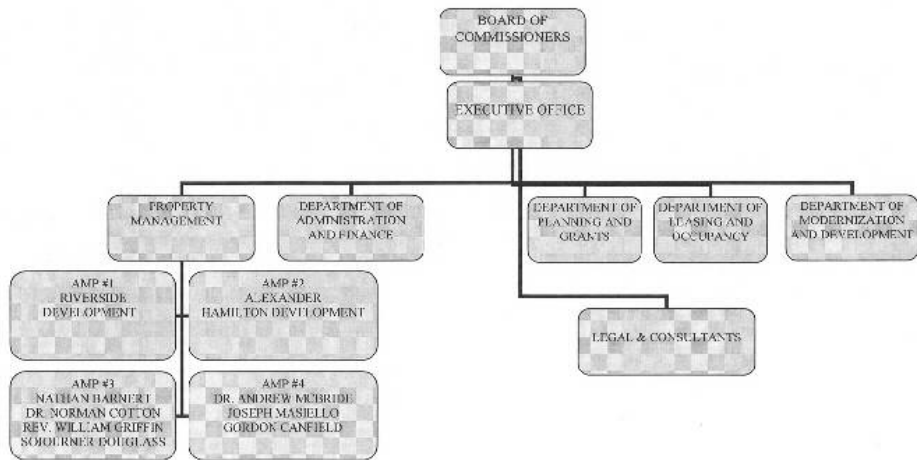 BOARD OF
COMMISSIONERS
EXECUTIVE OFFICE
PROPERTY
MANAGEMENT
DEPARTMENT OF
ADMINISTRATION
AND FINANCE
DEPARTMENT OF
PLANNING AND
GRANTS
DEPARTMENT OF
LEASING AND
OCCUPANCY
DEPARTMENT OF
MODERNIZATION
AND DEVELOPMENT
AMP #1
RIVERSIDE
DEVELOPMENT
AMP #2
ALEXANDER
HAMILTON DEVELOPMENT
LEGAL & CONSULTANTS
AMP #3
NATHAN BARNERT
DR. NORMAN COTTON
REV. WILLIAM GRIFFIN
SOJOURNER DOUGLASS
AMP #4
DR. ANDREW MCBRIDE
JOSEPH MASIELLO
GORDON CANFIELD